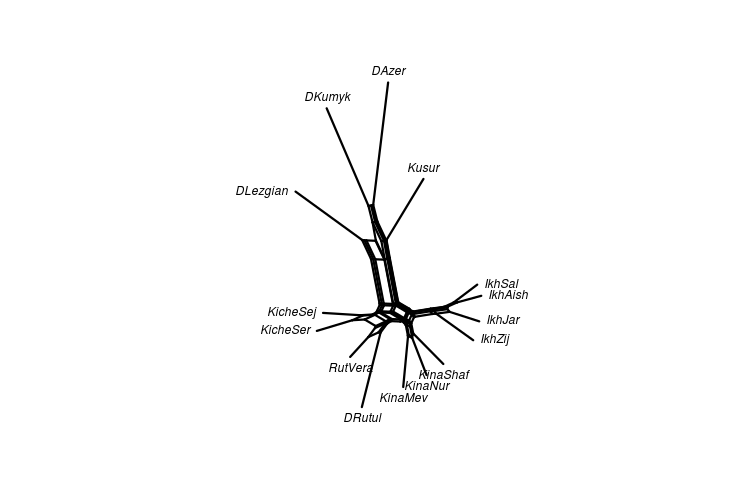 DAzer
DKumyk
Kusur
DLezgian
IkhSal
IkhAish
KicheSej
IkhJar
KicheSer
IkhZij
RutVera
KinaShaf
KinaNur
KinaMev
DRutul